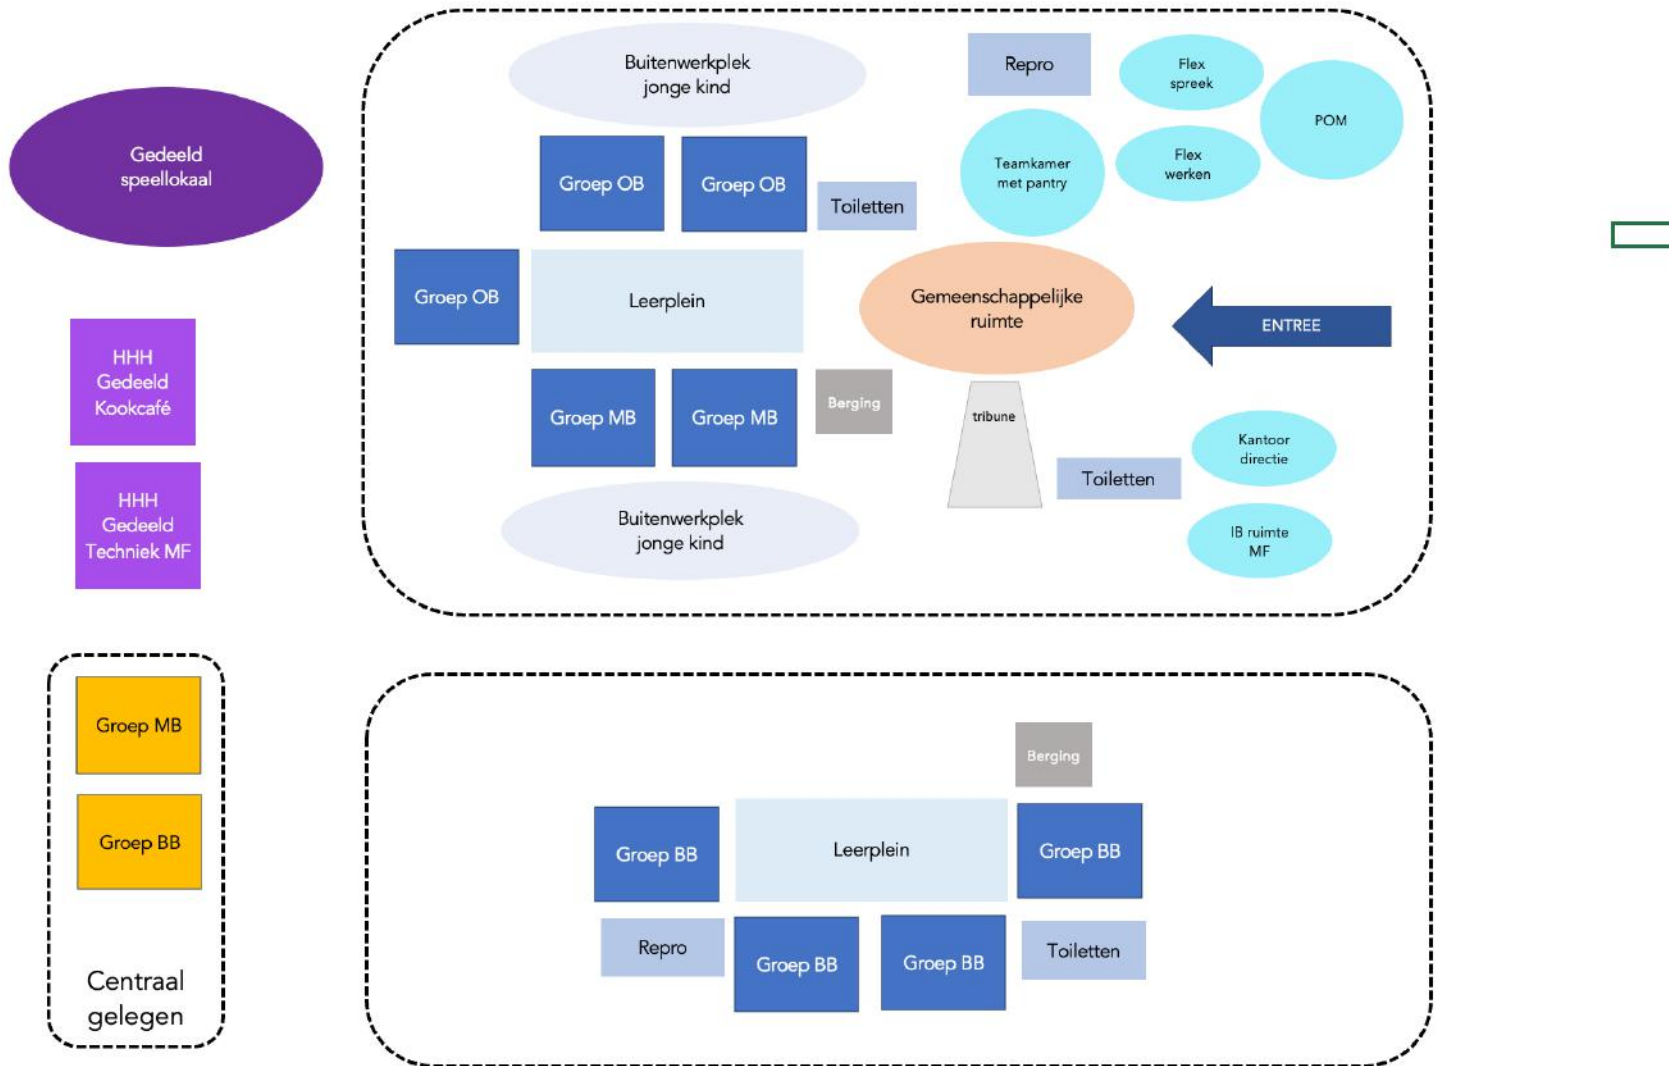 Buitenwerkplek
jonge kind
Repro
Flex
spreek
POM
Gedeeld
speellokaal
Groep OB
Groep OB
Toiletten
Teamkamer
met pantry
Flex
werken
Groep OB
Leerplein
Gemeenschappelijke
ruimte
ENTREE
HHH
Gedeeld
Kookcafé
Groep MB
Groep MB
Berging
tribune
Kantoor
directie
Toiletten
HHH
Gedeeld
Techniek MF
Buitenwerkplek
jonge kind
IB ruimte
MF
Groep MB
Groep BB
Centraal
gelegen
Berging
Groep BB
Leerplein
Groep BB
Repro
Groep BB
Groep BB
Toiletten